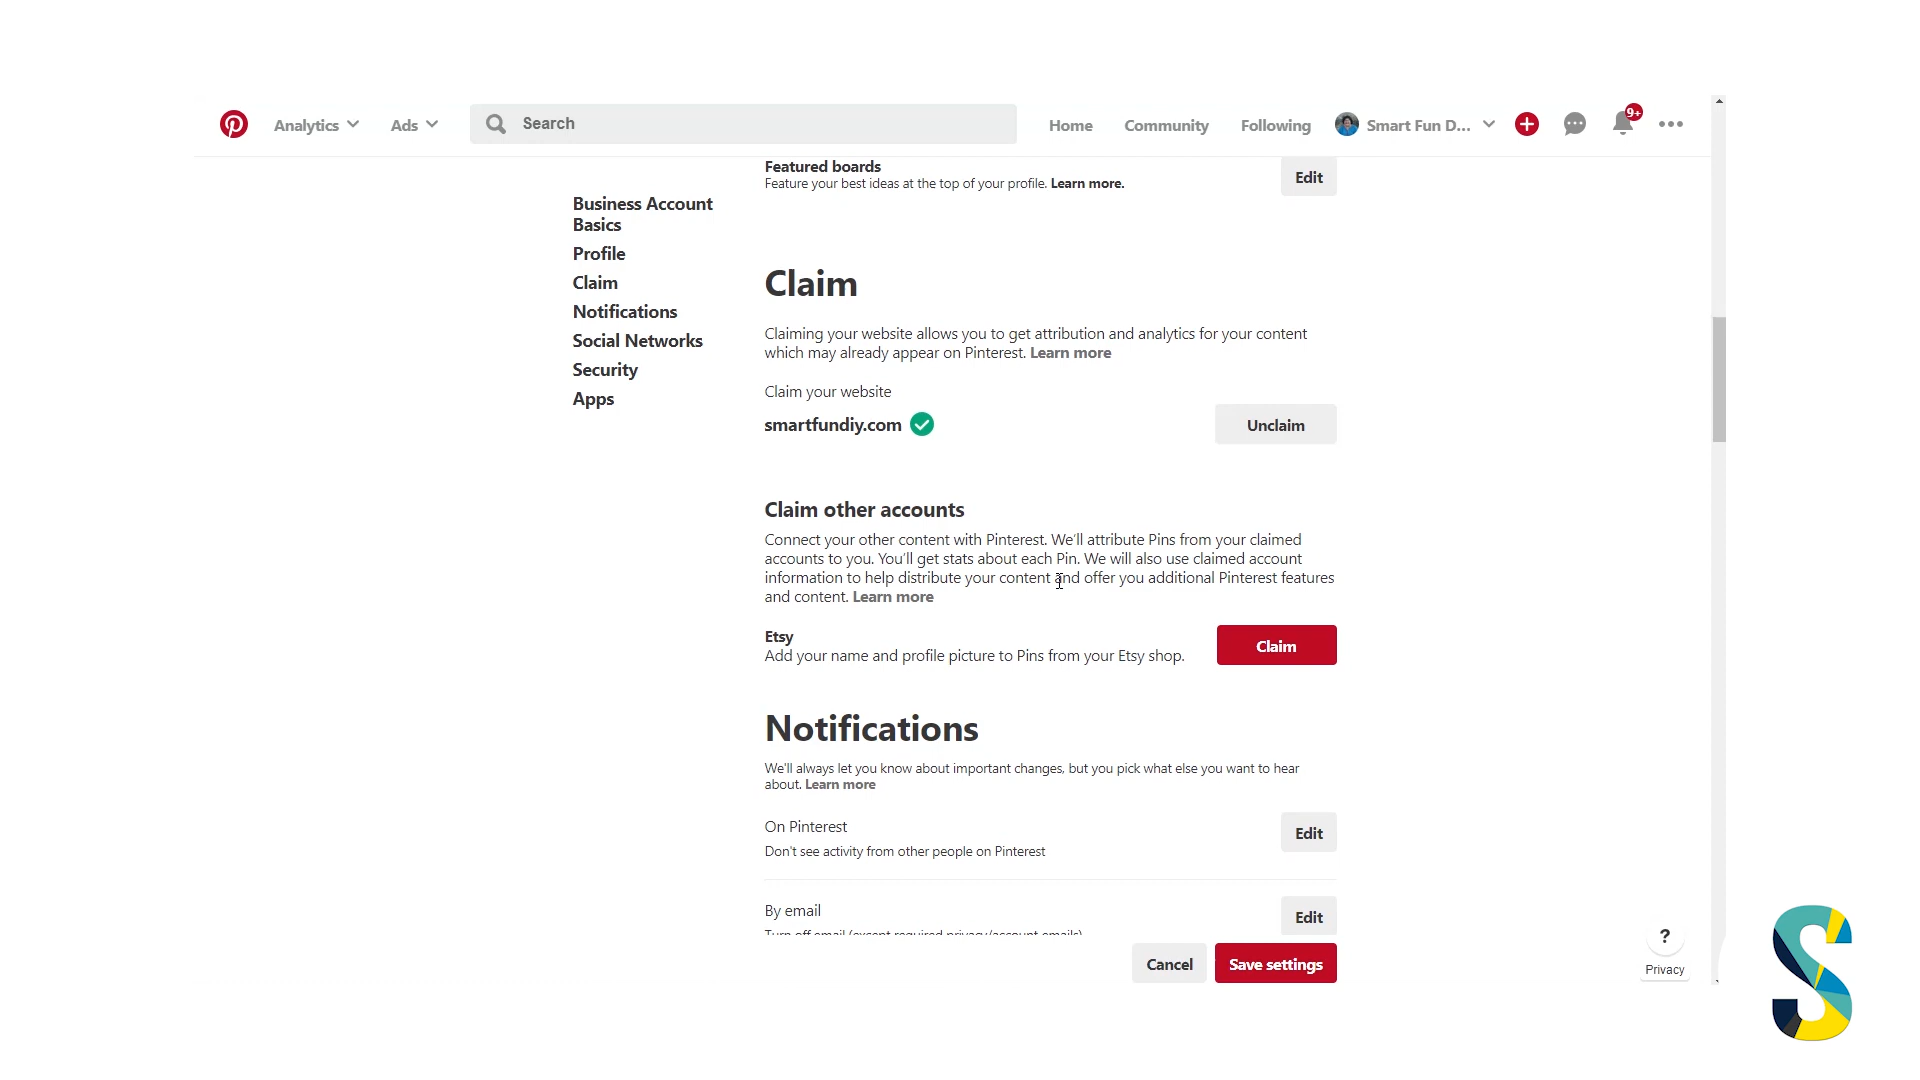 Analytics
Ads
Search
Home
Community
Following
Smart Fun D...
9+
Featured boards
Feature your best ideas at the top of your profile. Learn more.
Edit
Business Account
Basics
Profile
Claim
Notifications
Social Networks
Security
Apps
Claim
Claiming your website allows you to get attribution and analytics for your content
which may already appear on Pinterest. Learn more
Claim your website
smartfundiy.com
Unclaim
Claim other accounts
Connect your other content with Pinterest. We'll attribute Pins from your claimed
accounts to you. You'll get stats about each Pin. We will also use claimed account
information to help distribute your content and offer you additional Pinterest features
and content. Learn more
Etsy
Add your name and profile picture to Pins from your Etsy shop.
Claim
Notifications
We'll always let you know about important changes, but you pick what else you want to hear
about. Learn more
On Pinterest
Don't see activity from other people on Pinterest
Edit
By email
Turn off email (except required privacy/account emails)
Edit
Cancel
Save settings
?
Privacy
S